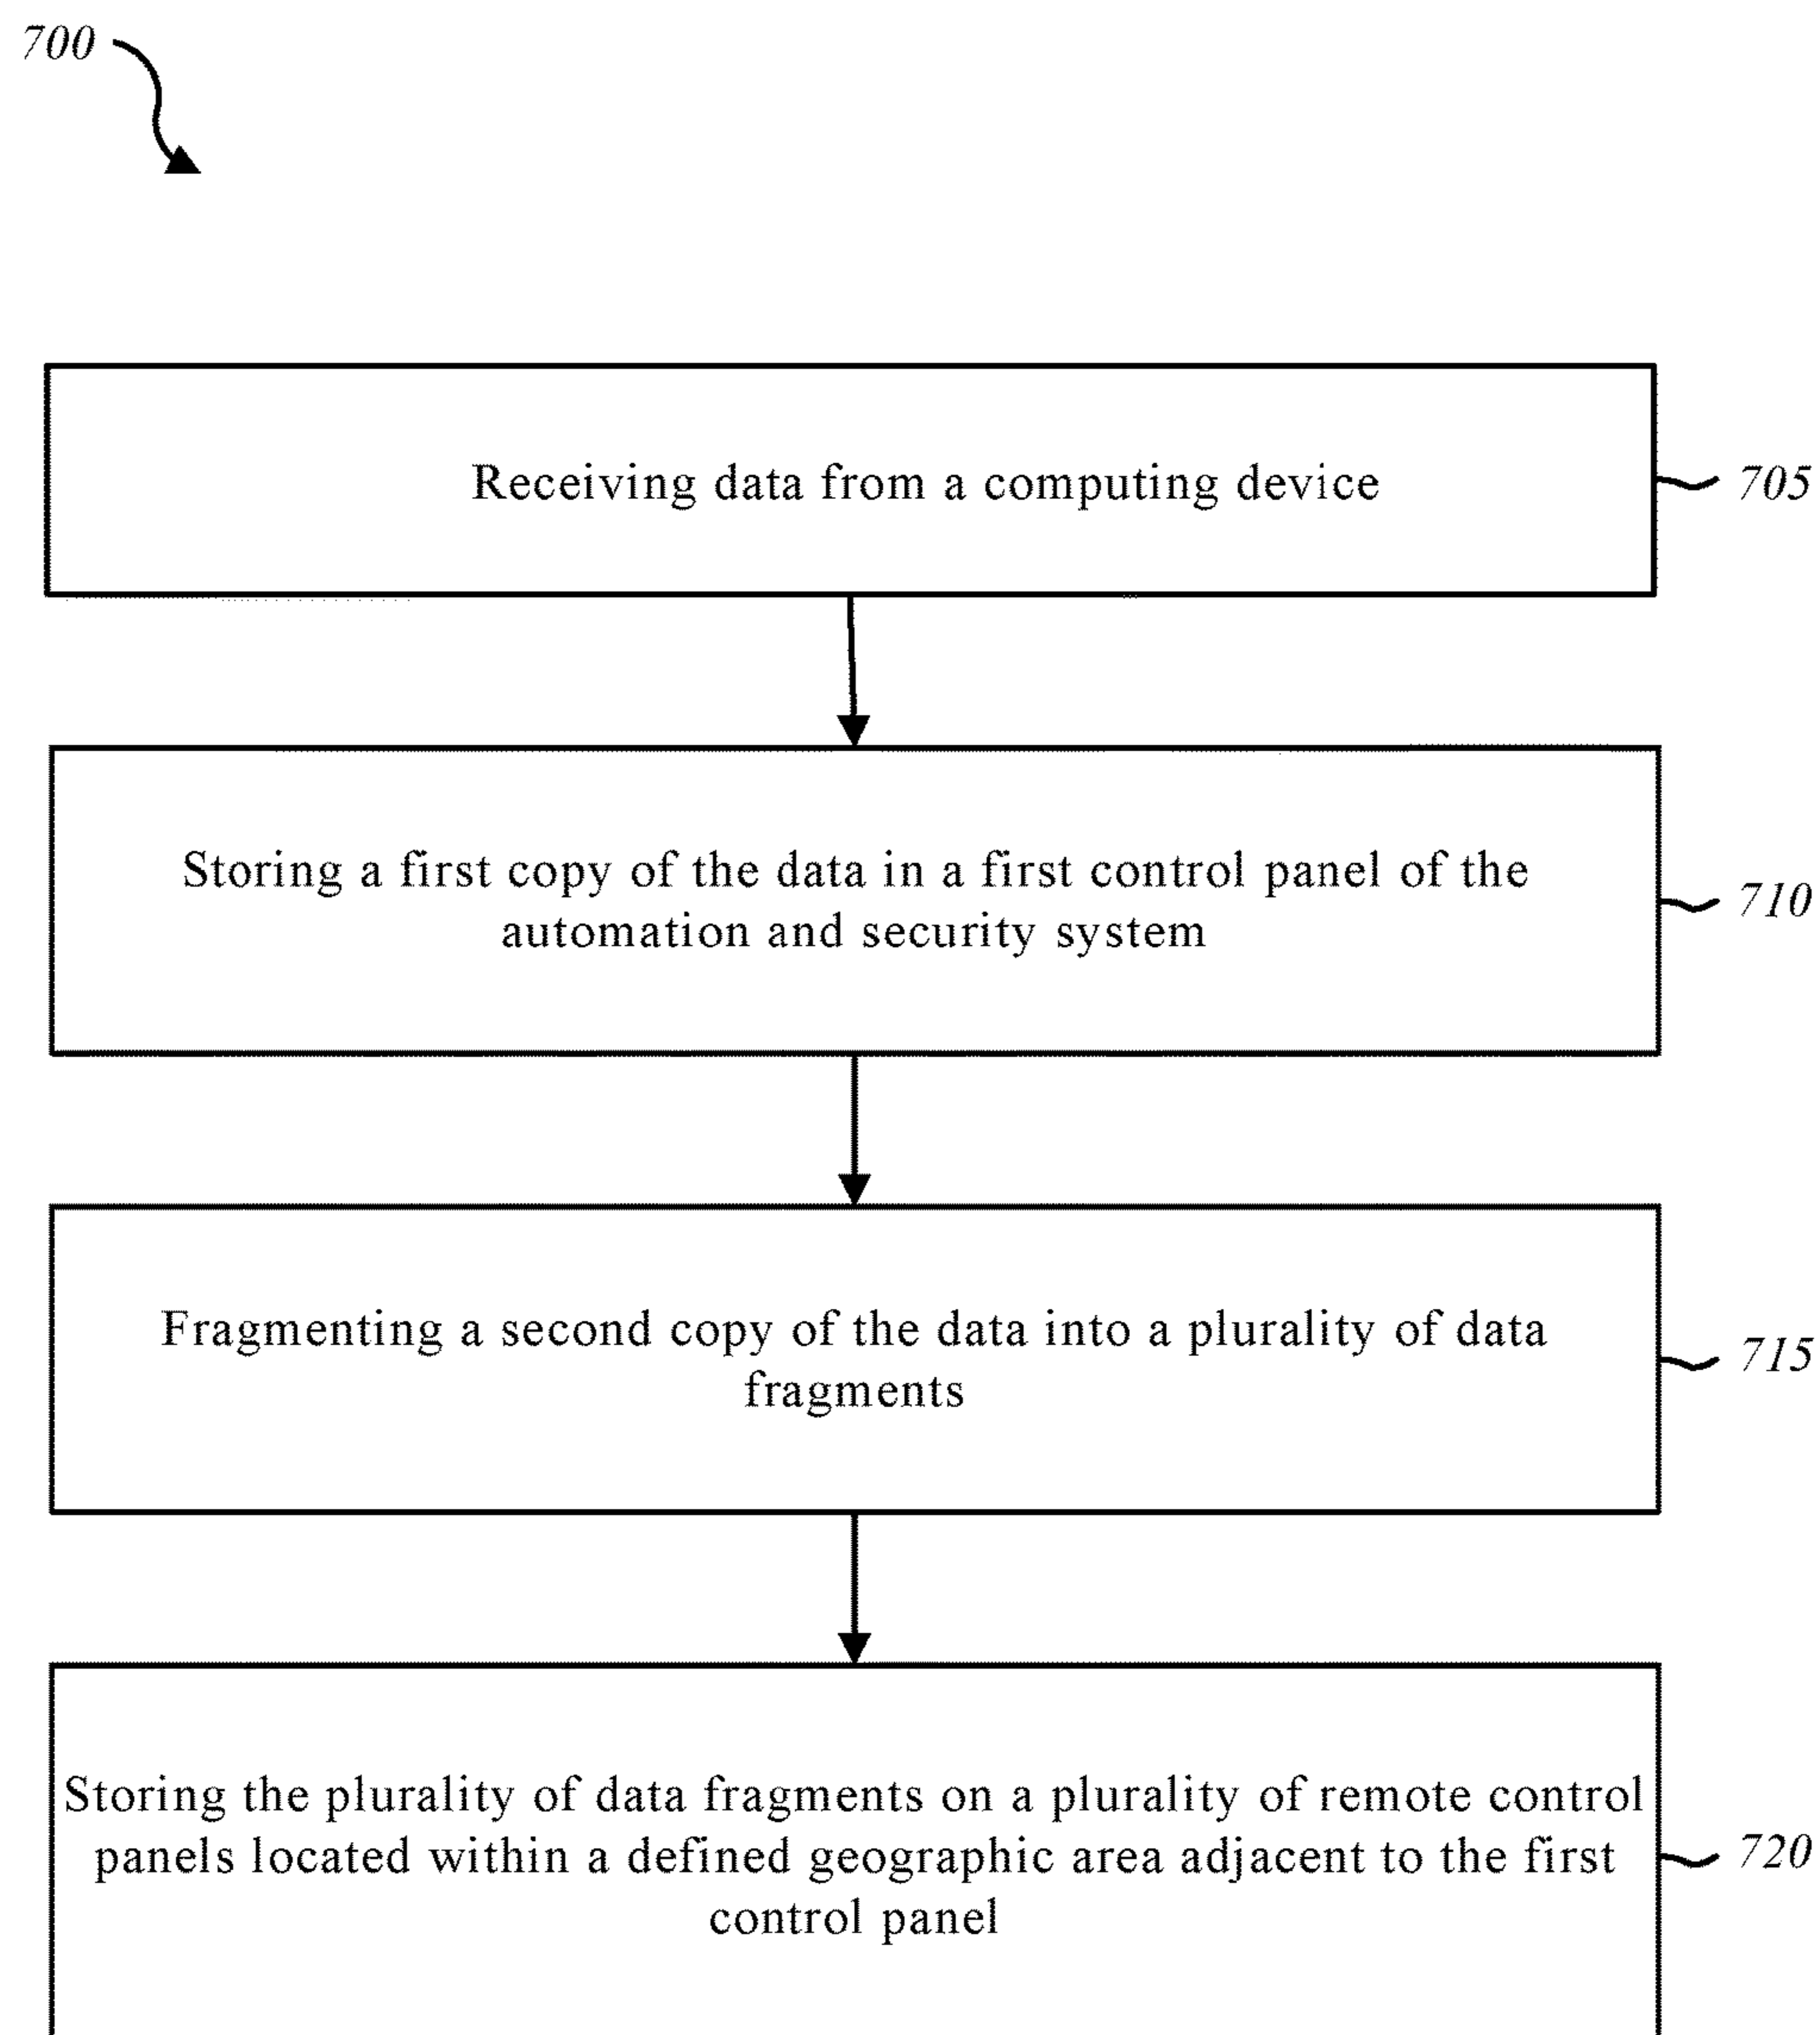 700
Receiving data from a computing device
705
Storing a first copy of the data in a first control panel of the
automation and security system
710
Fragmenting a second copy of the data into a plurality of data
fragments
715
Storing the plurality of data fragments on a plurality of remote control
panels located within a defined geographic area adjacent to the first
control panel
720